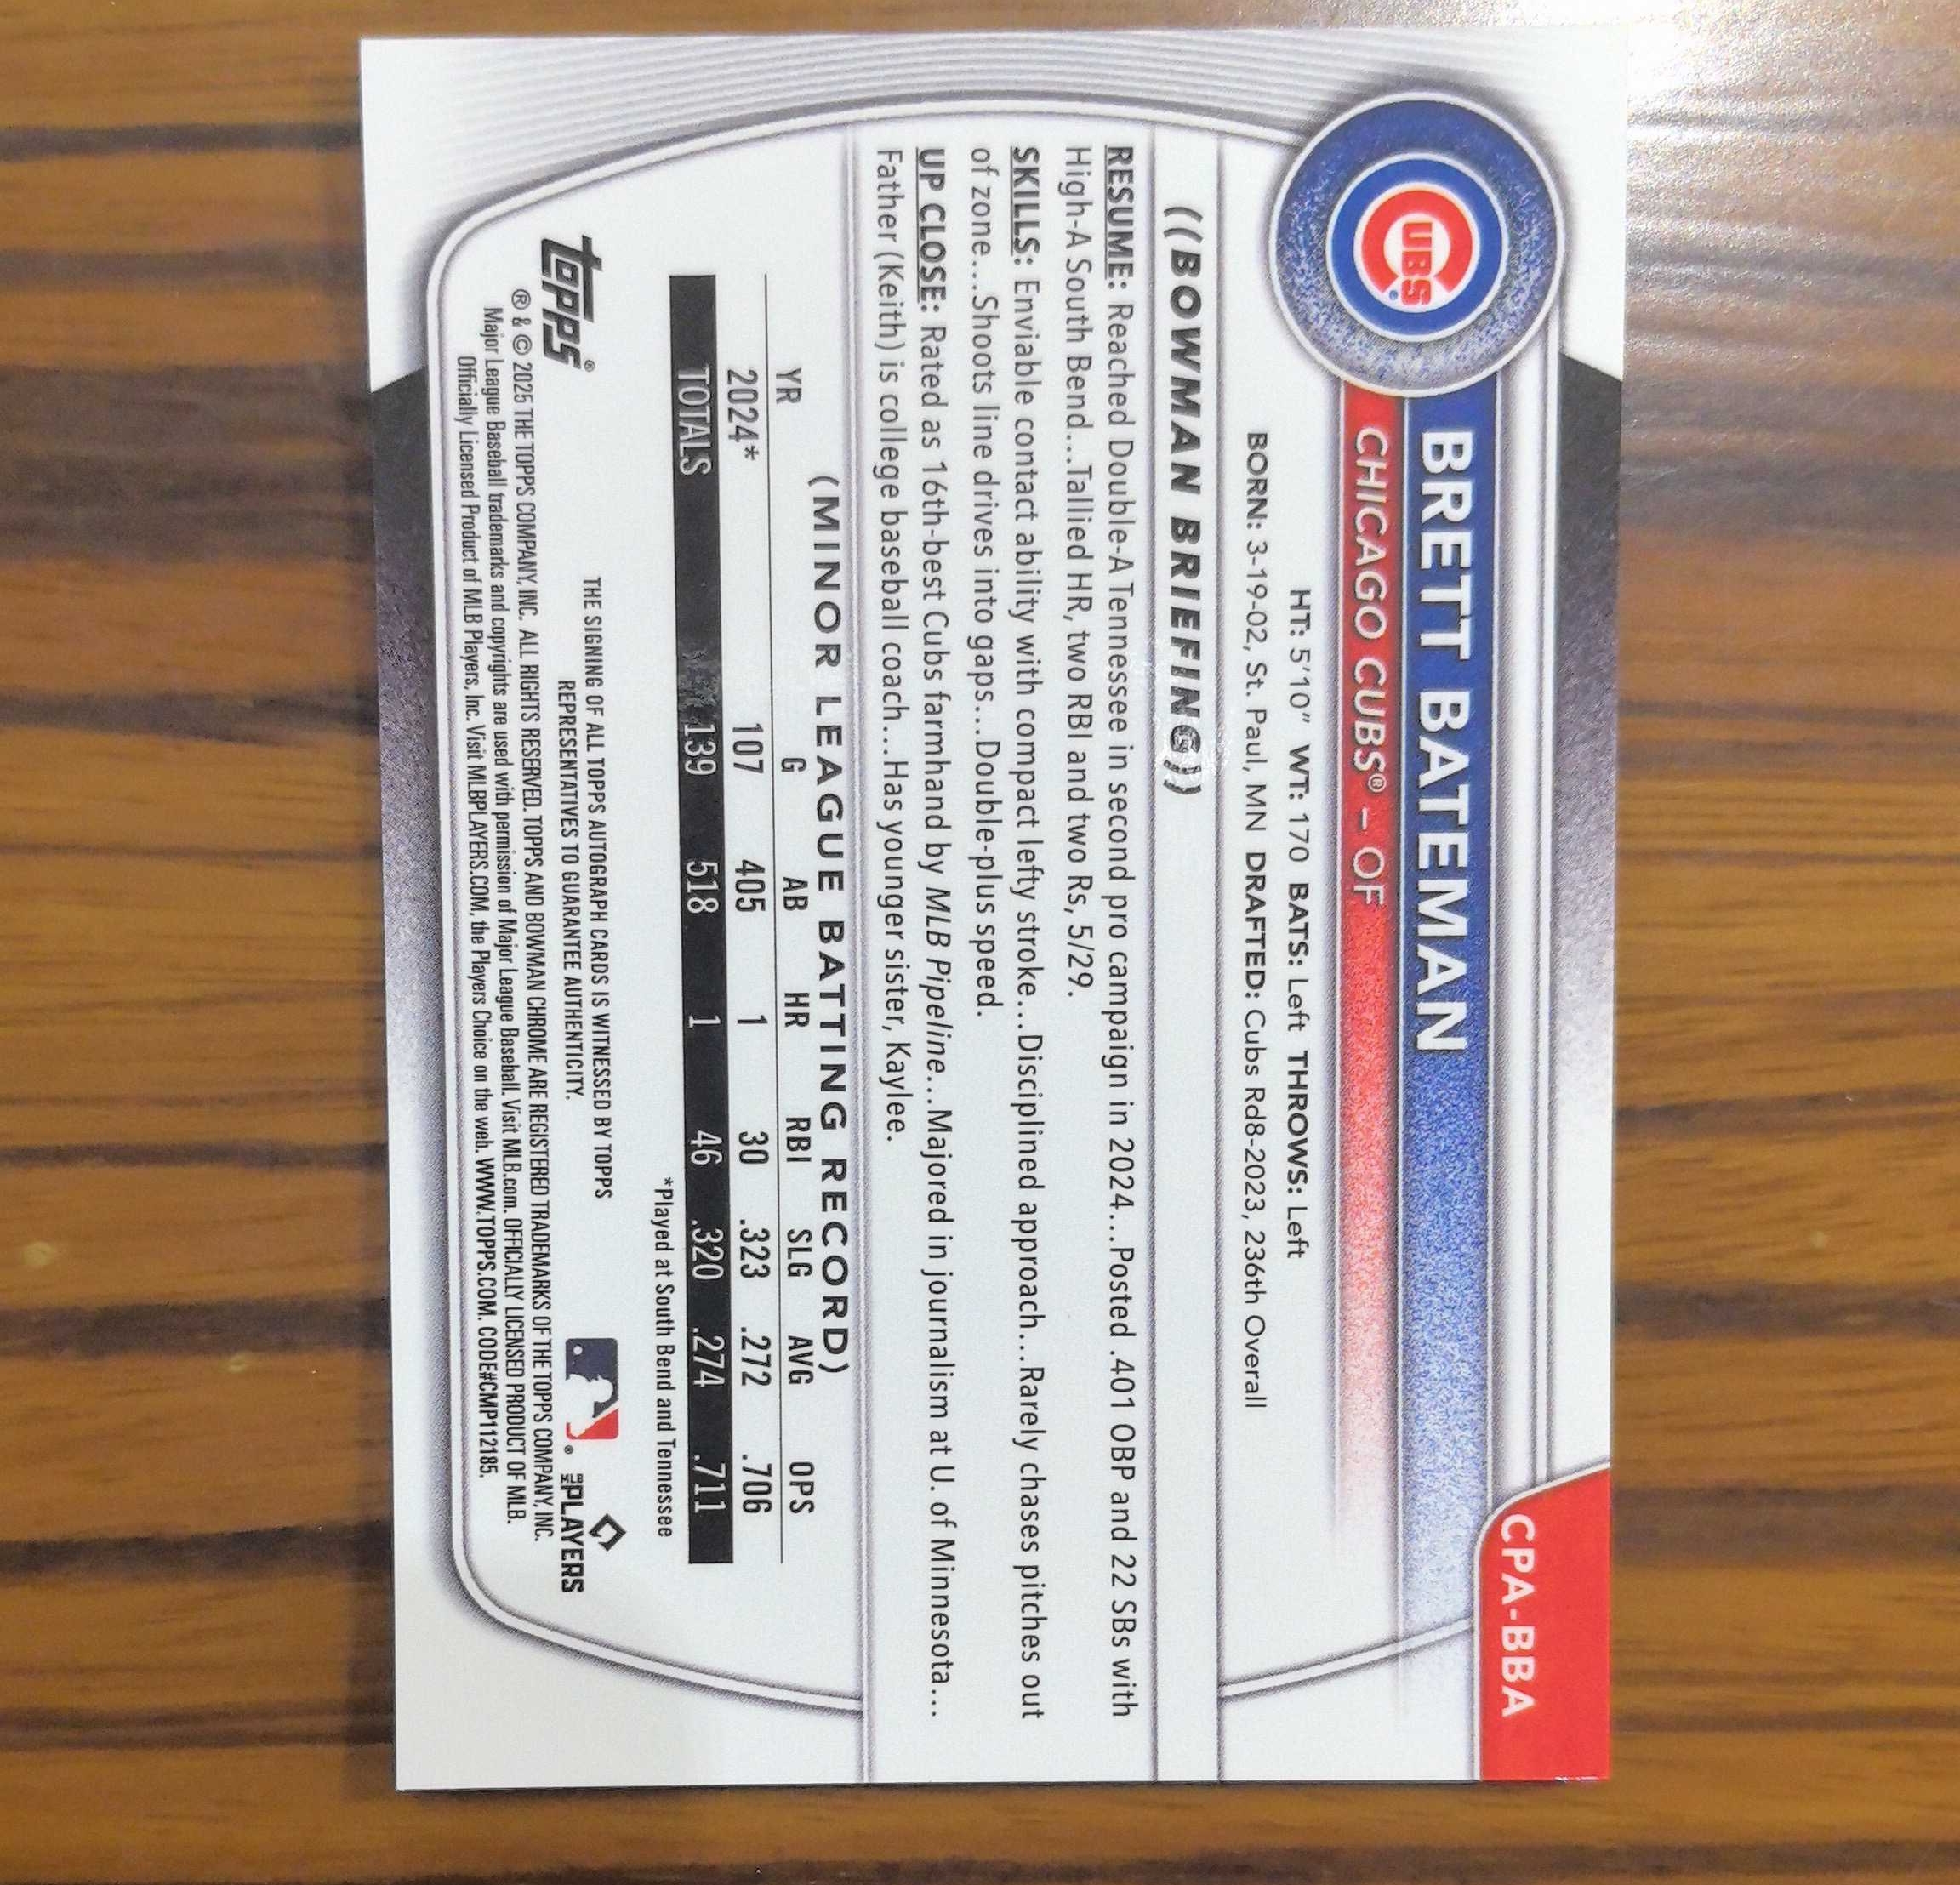 CPA-BBA
CUBS®
BRETT BATEMAN
CHICAGO CUBS® – OF
HT: 5'10" WT: 170 BATS: Left THROWS: Left
BORN: 3-19-02, St. Paul, MN DRAFTED: Cubs Rd8-2023, 236th Overall
((BOWMAN BRIEFING))
RESUME: Reached Double-A Tennessee in second pro campaign in 2024...Posted .401 OBP and 22 SBs with
High-A South Bend...Tallied HR, two RBI and two Rs, 5/29.
SKILLS: Enviable contact ability with compact lefty stroke...Disciplined approach...Rarely chases pitches out
of zone...Shoots line drives into gaps...Double-plus speed.
UP CLOSE: Rated as 16th-best Cubs farmhand by MLB Pipeline...Majored in journalism at U. of Minnesota...
Father (Keith) is college baseball coach...Has younger sister, Kaylee.
(MINOR LEAGUE BATTING RECORD)
YR G AB HR RBI SLG AVG OPS
2024* 107 405 1 30 .323 .272 .706
TOTALS 139 518 1 46 .320 .274 .711
*Played at South Bend and Tennessee
topps®
THE SIGNING OF ALL TOPPS AUTOGRAPH CARDS IS WITNESSED BY TOPPS
REPRESENTATIVES TO GUARANTEE AUTHENTICITY.
® MLB PLAYERS
® & © 2025 THE TOPPS COMPANY, INC. ALL RIGHTS RESERVED. TOPPS AND BOWMAN CHROME ARE REGISTERED TRADEMARKS OF THE TOPPS COMPANY, INC.
Major League Baseball trademarks and copyrights are used with permission of Major League Baseball. Visit MLB.com. OFFICIALLY LICENSED PRODUCT OF MLB.
Officially Licensed Product of MLB Players, Inc. Visit MLBPLAYERS.COM, the Players Choice on the web. WWW.TOPPS.COM. CODE#CMP112185.